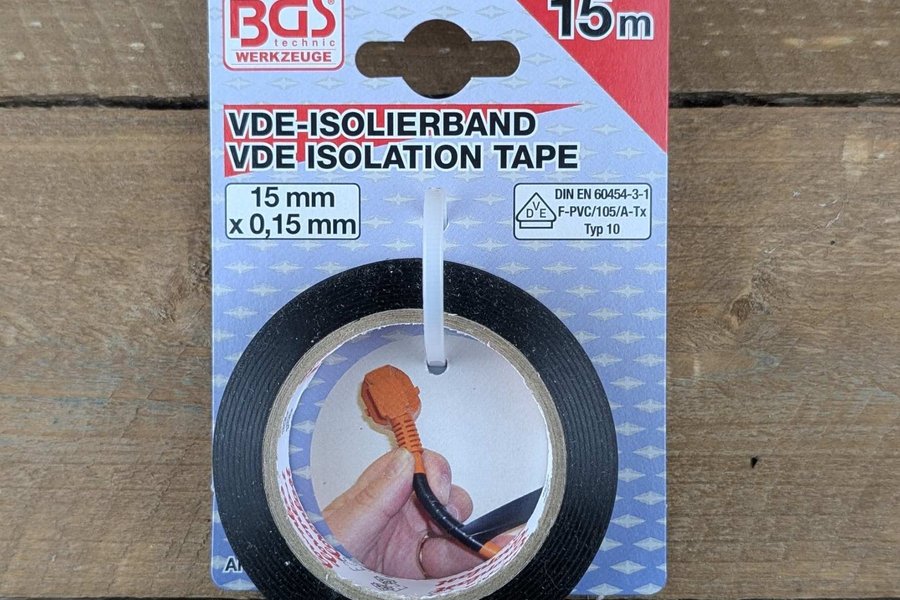 BGS
technic
WERKZEUGE
15m
VDE-ISOLIERBAND
VDE ISOLATION TAPE
15 mm
x 0,15 mm
VDE
DIN EN 60454-3-1
F-PVC/105/A-Tx
Typ 10